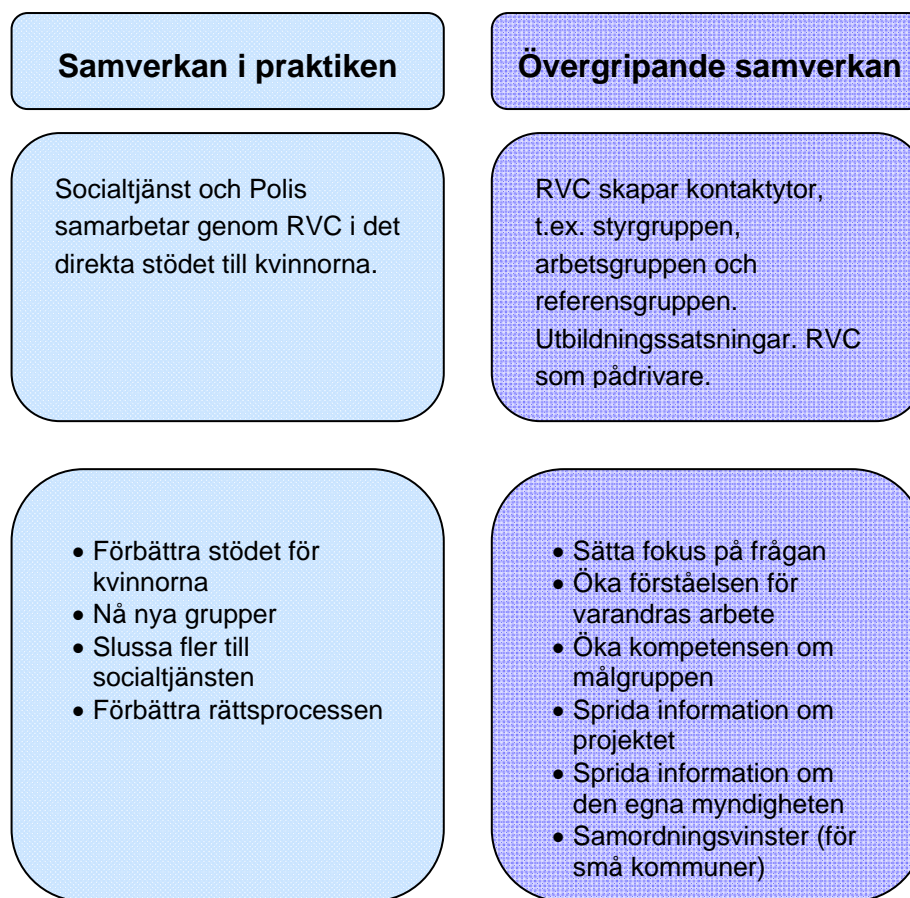 Samverkan i praktiken
Övergripande samverkan
Socialtjänst och Polis
samarbetar genom RVC i det
direkta stödet till kvinnorna.
RVC skapar kontaktytor,
t.ex. styrgruppen,
arbetsgruppen och
referensgruppen.
Utbildningssatsningar. RVC
som pådrivare.
• Förbättra stödet för
kvinnorna
• Nå nya grupper
• Slussa fler till
socialtjänsten
• Förbättra rättsprocessen
• Sätta fokus på frågan
• Öka förståelsen för
varandras arbete
• Öka kompetensen om
målgruppen
• Sprida information om
projektet
• Sprida information om
den egna myndigheten
• Samordningsvinster (för
små kommuner)